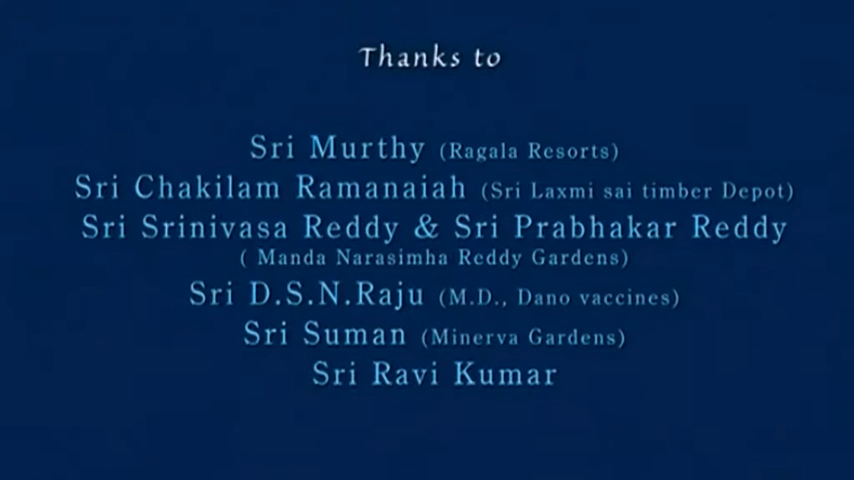 Thanks to
Sri Murthy (Ragala Resorts)
Sri Chakilam Ramanaiah (Sri Laxmi sai timber Depot)
Sri Srinivasa Reddy & Sri Prabhakar Reddy
( Manda Narasimha Reddy Gardens)
Sri D.S.N.Raju (M.D., Dano vaccines)
Sri Suman (Minerva Gardens)
Sri Ravi Kumar